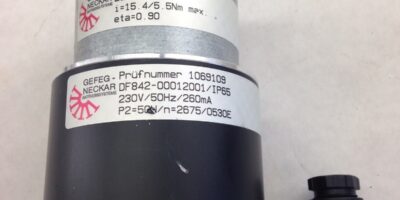 i=15.4/5.5Nm max.
eta=0.90
GEFEG-
NECKAR
ANTRIEBSSYSTEME
Prüfnummer 1069109
DF842-00012001/IP65
230V/50Hz/260mA
P2=50W/n=2675/0530E